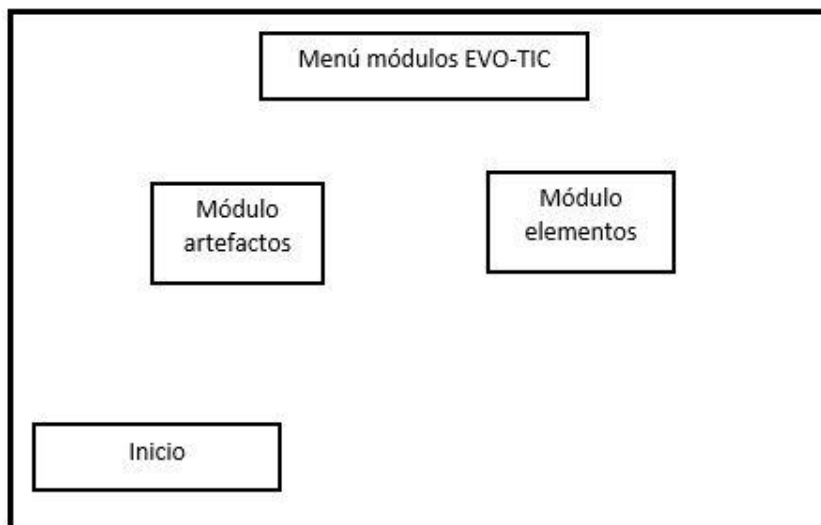 Menú módulos EVO-TIC
Módulo
artefactos
Módulo
elementos
Inicio